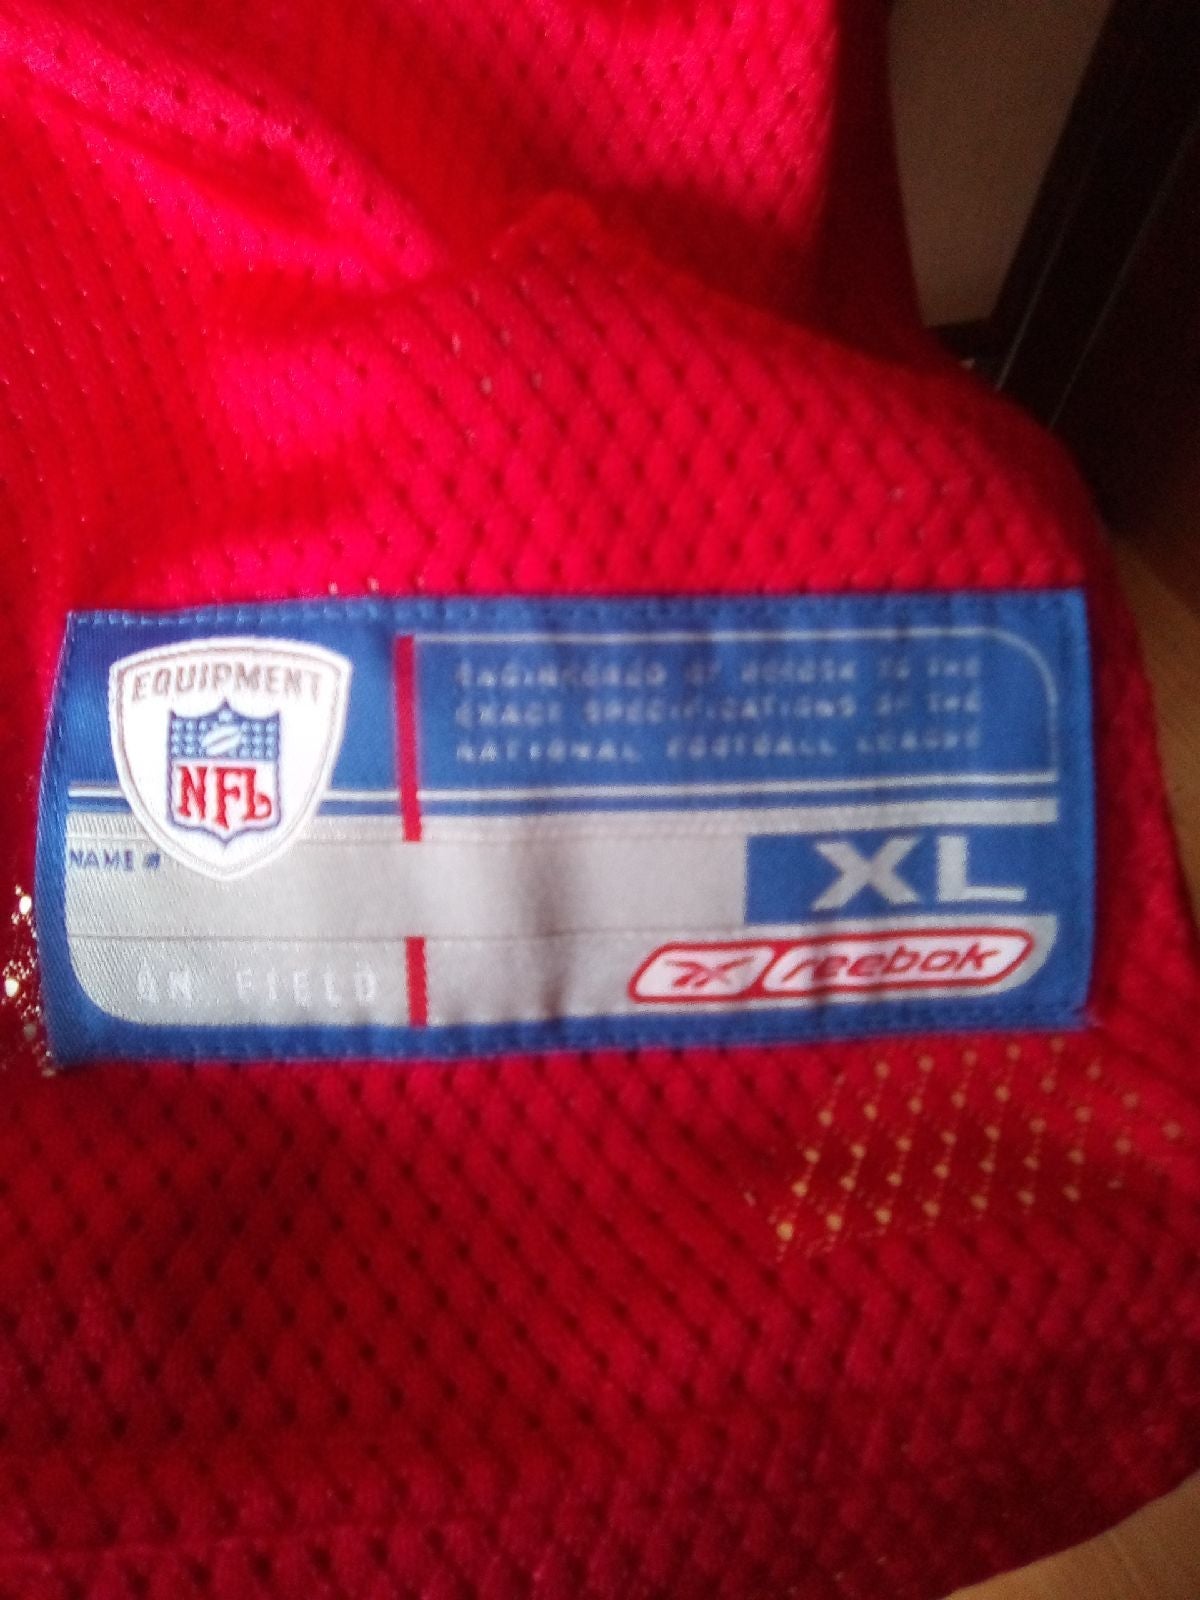 EQUIPMENT
NFL
ENGINEERED BY REEBOK TO THE
EXACT SPECIFICATIONS OF THE
NATIONAL FOOTBALL LEAGUE
NAME #
XL
ON FIELD
reebok